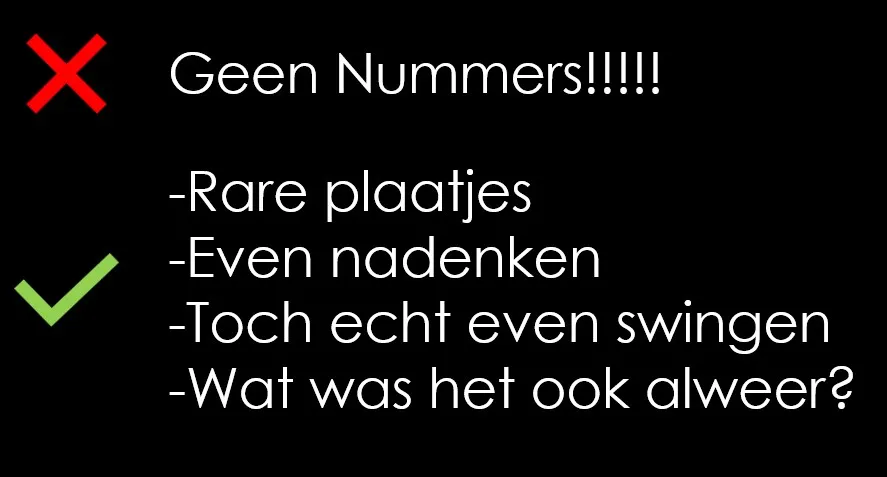 Geen Nummers!!!!!
-Rare plaatjes
-Even nadenken
-Toch echt even swingen
-Wat was het ook alweer?